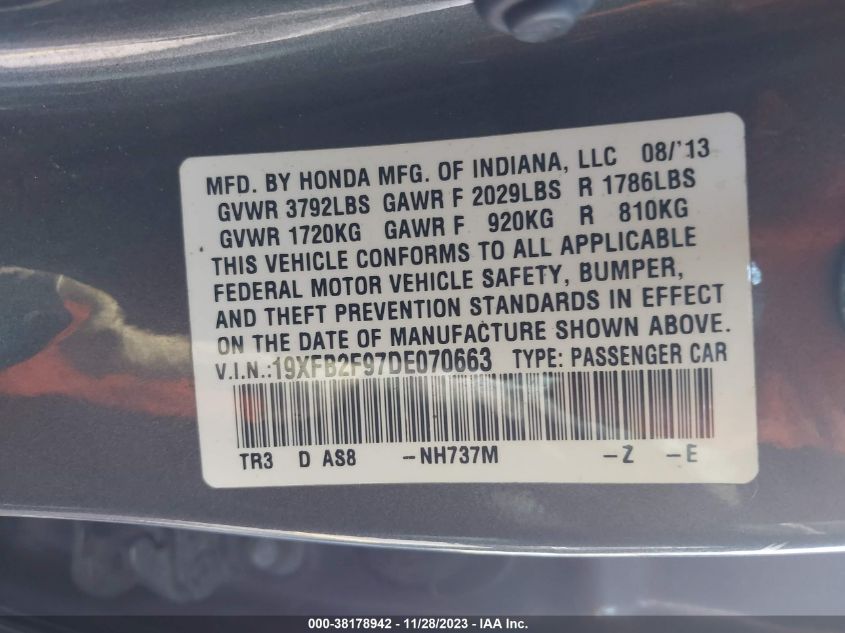 MFD. BY HONDA MFG. OF INDIANA, LLC 08/'13
GVWR 3792LBS GAWR F 2029LBS R 1786LBS
GVWR 1720KG GAWR F 920KG R 810KG
THIS VEHICLE CONFORMS TO ALL APPLICABLE
FEDERAL MOTOR VEHICLE SAFETY, BUMPER,
AND THEFT PREVENTION STANDARDS IN EFFECT
ON THE DATE OF MANUFACTURE SHOWN ABOVE.
V.I.N.:19XFB2F97DE070663 TYPE: PASSENGER CAR
TR3 D AS8 -NH737M -Z -E
000-38178942 - 11/28/2023 - IAA Inc.